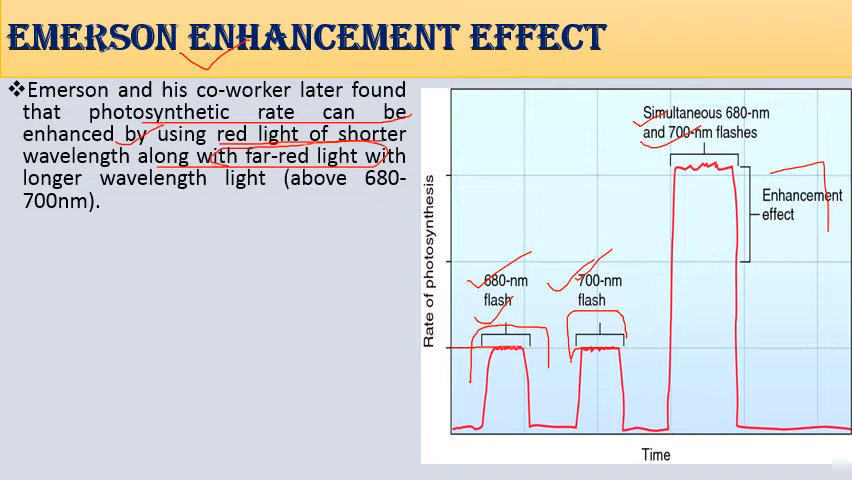 EMERSON ENHANCEMENT EFFECT
❖Emerson and his co-worker later found
that photosynthetic rate can be
enhanced by using red light of shorter
wavelength along with far-red light with
longer wavelength light (above 680-
700nm).
Simultaneous 680-nm
and 700-nm flashes
Enhancement
effect
680-nm
flash
700-nm
flash
Rate of photosynthesis
Time